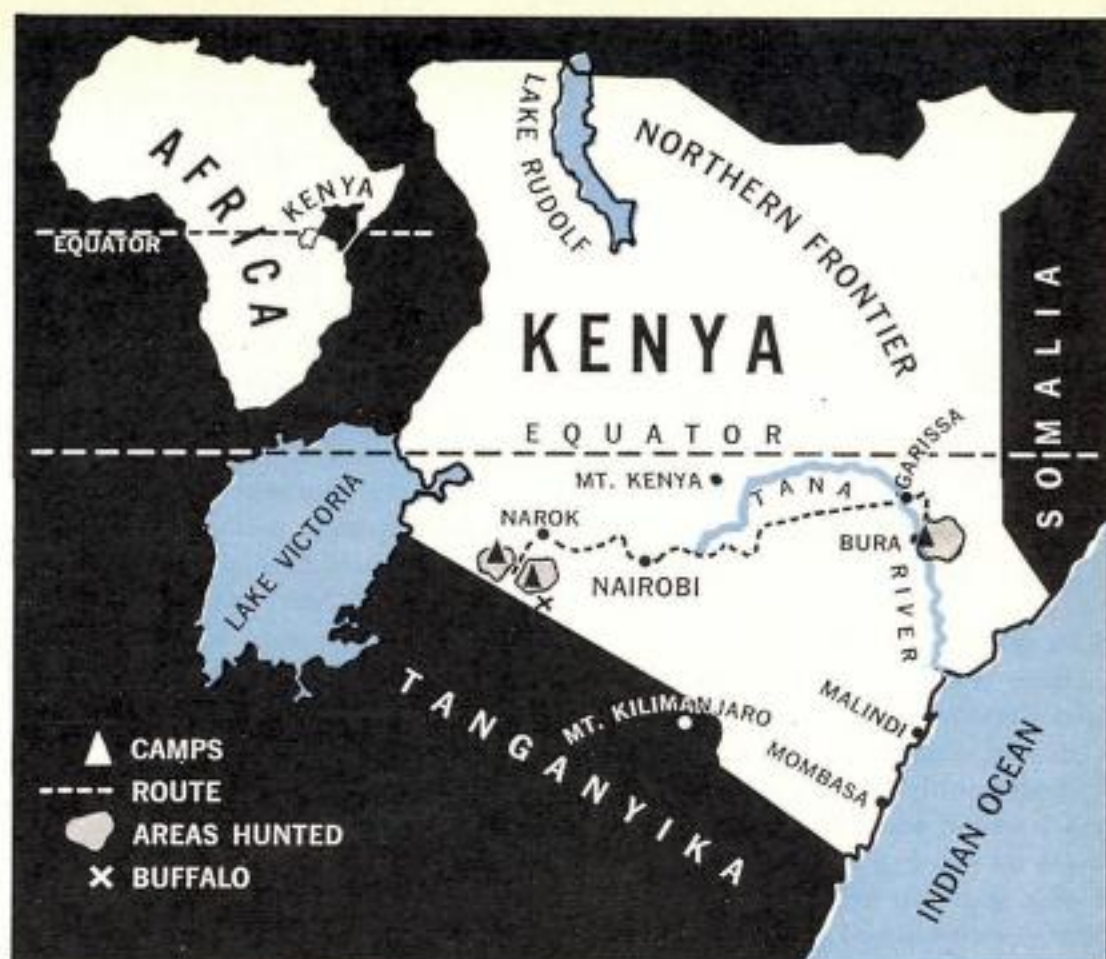 AFRICA
KENYA
EQUATOR
LAKE RUDOLF
NORTHERN FRONTIER
KENYA
EQUATOR
SOMALIA
GARISSA
MT. KENYA
TANA
RIVER
NAROK
BURA
NAIROBI
LAKE VICTORIA
MALINDI
MT. KILIMANJARO
MOMBASA
TANGANYIKA
INDIAN OCEAN
CAMPS
ROUTE
AREAS HUNTED
BUFFALO